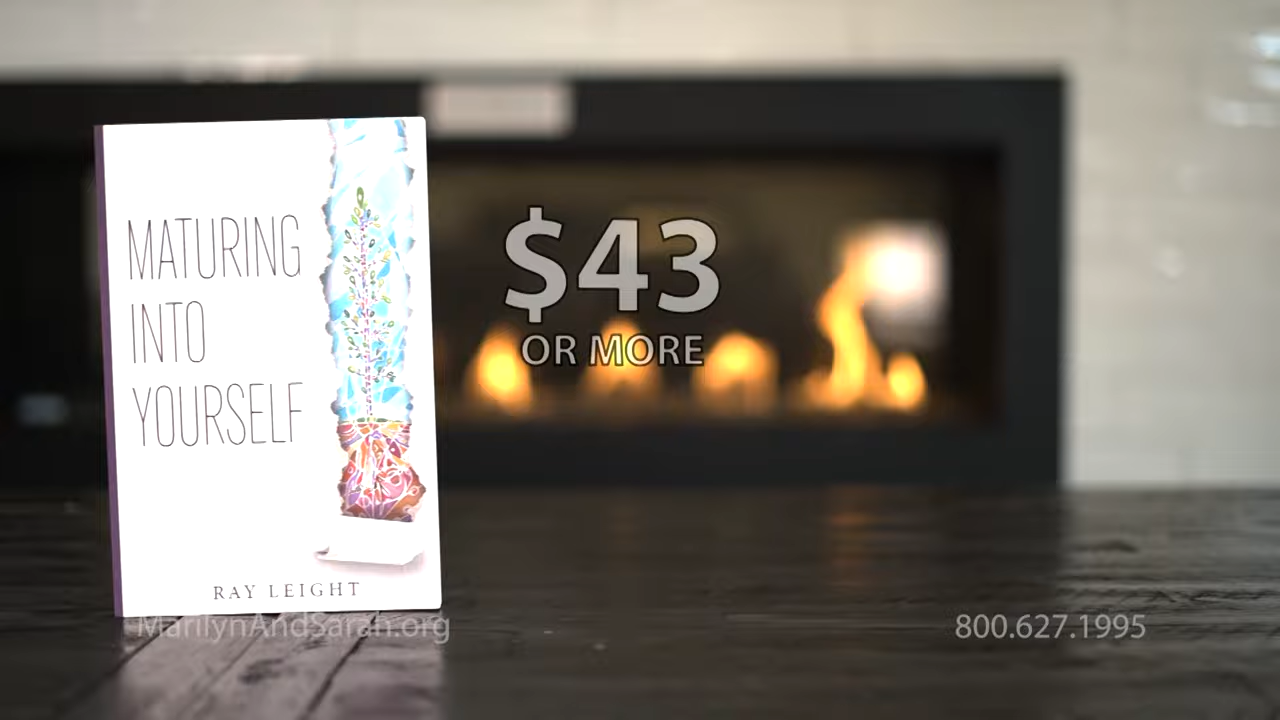 MATURING
INTO
YOURSELF
RAY LEIGHT
$43
OR MORE
MarilynAndSarah.org
800.627.1995